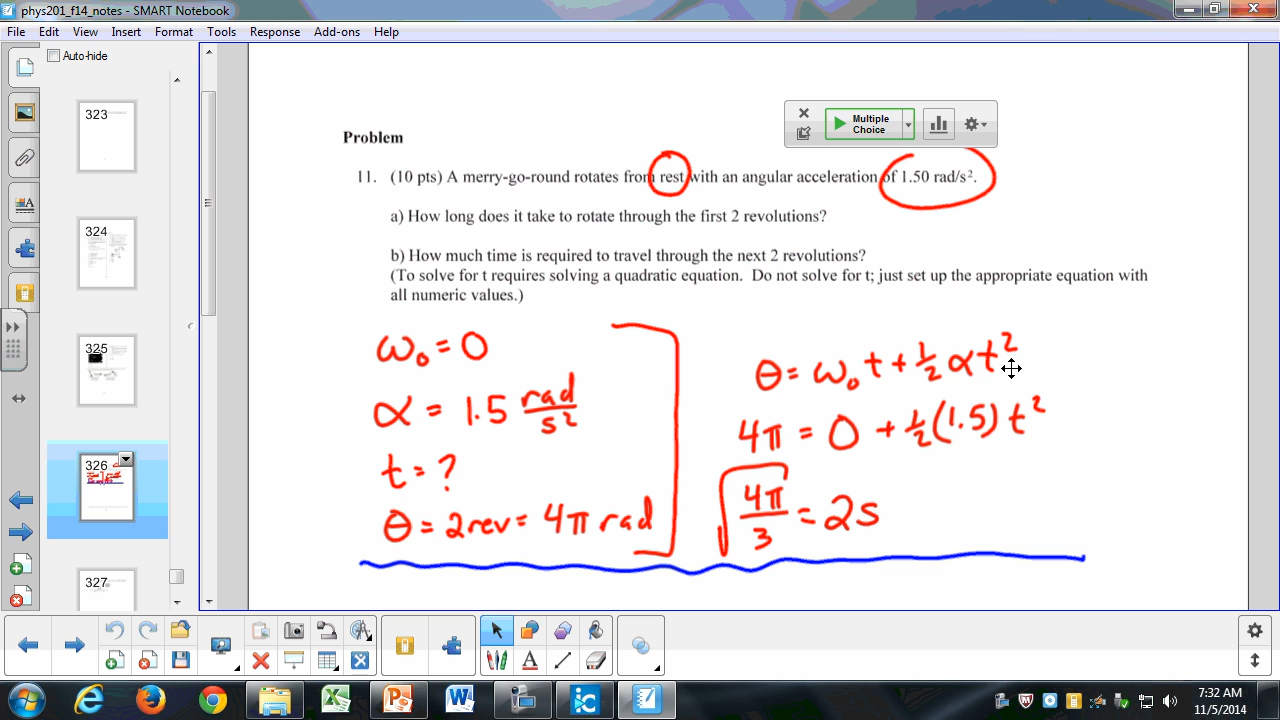 phys201_f14_notes - SMART Notebook
File Edit View Insert Format Tools Response Add-ons Help
Auto-hide
323
324
325
326
327
Multiple
Choice
Problem
11. (10 pts) A merry-go-round rotates from rest with an angular acceleration of 1.50 rad/s².
a) How long does it take to rotate through the first 2 revolutions?
b) How much time is required to travel through the next 2 revolutions?
(To solve for t requires solving a quadratic equation. Do not solve for t; just set up the appropriate equation with
all numeric values.)
ω₀ = 0
α = 1.5 rad/s²
t = ?
θ = 2rev = 4π rad
θ = ω₀t + ½αt²
4π = 0 + ½(1.5)t²
√4π/3 = 2s
A
W
ic
7:32 AM
11/5/2014